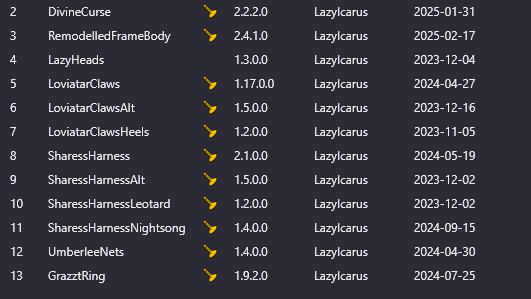 2 DivineCurse 2.2.2.0 LazyIcarus 2025-01-31
3 RemodelledFrameBody 2.4.1.0 LazyIcarus 2025-02-17
4 LazyHeads 1.3.0.0 LazyIcarus 2023-12-04
5 LoviatarClaws 1.17.0.0 LazyIcarus 2024-04-27
6 LoviatarClawsAlt 1.5.0.0 LazyIcarus 2023-12-16
7 LoviatarClawsHeels 1.2.0.0 LazyIcarus 2023-11-05
8 SharessHarness 2.1.0.0 LazyIcarus 2024-05-19
9 SharessHarnessAlt 1.5.0.0 LazyIcarus 2023-12-02
10 SharessHarnessLeotard 1.2.0.0 LazyIcarus 2023-12-02
11 SharessHarnessNightsong 1.4.0.0 LazyIcarus 2024-09-15
12 UmberleeNets 1.4.0.0 LazyIcarus 2024-04-30
13 GrazztRing 1.9.2.0 LazyIcarus 2024-07-25